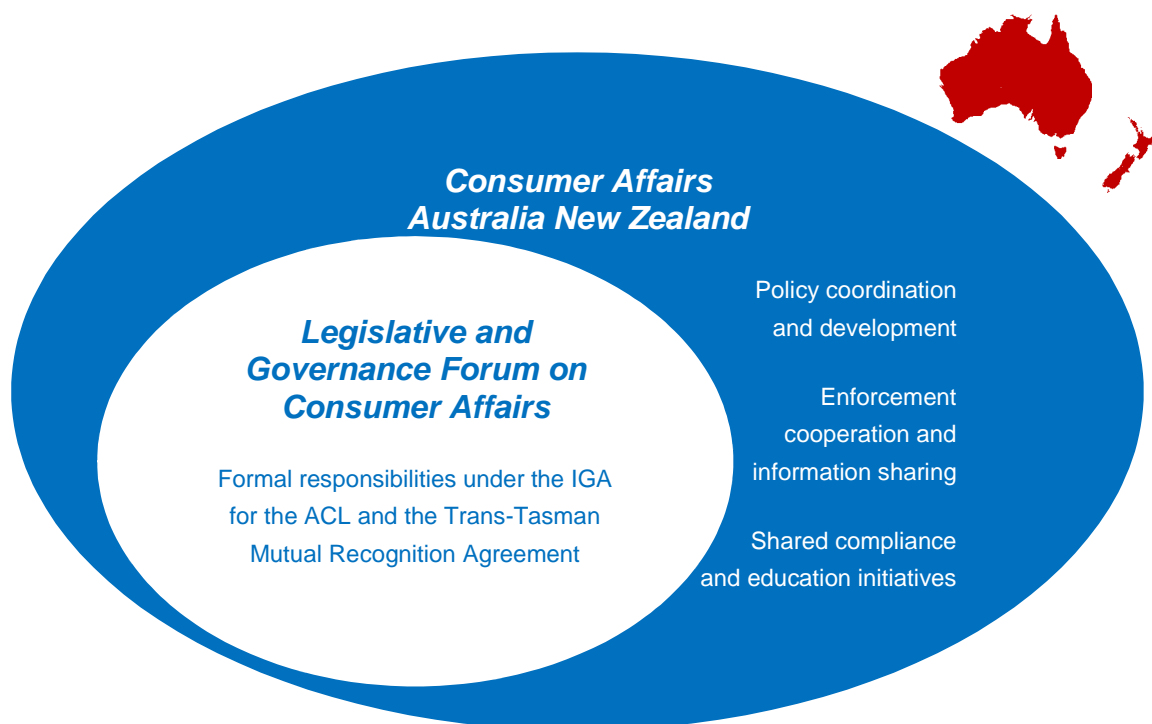 Consumer Affairs
Australia New Zealand
Legislative and
Governance Forum on
Consumer Affairs
Formal responsibilities under the IGA
for the ACL and the Trans-Tasman
Mutual Recognition Agreement
Policy coordination
and development
Enforcement
cooperation and
information sharing
Shared compliance
and education initiatives